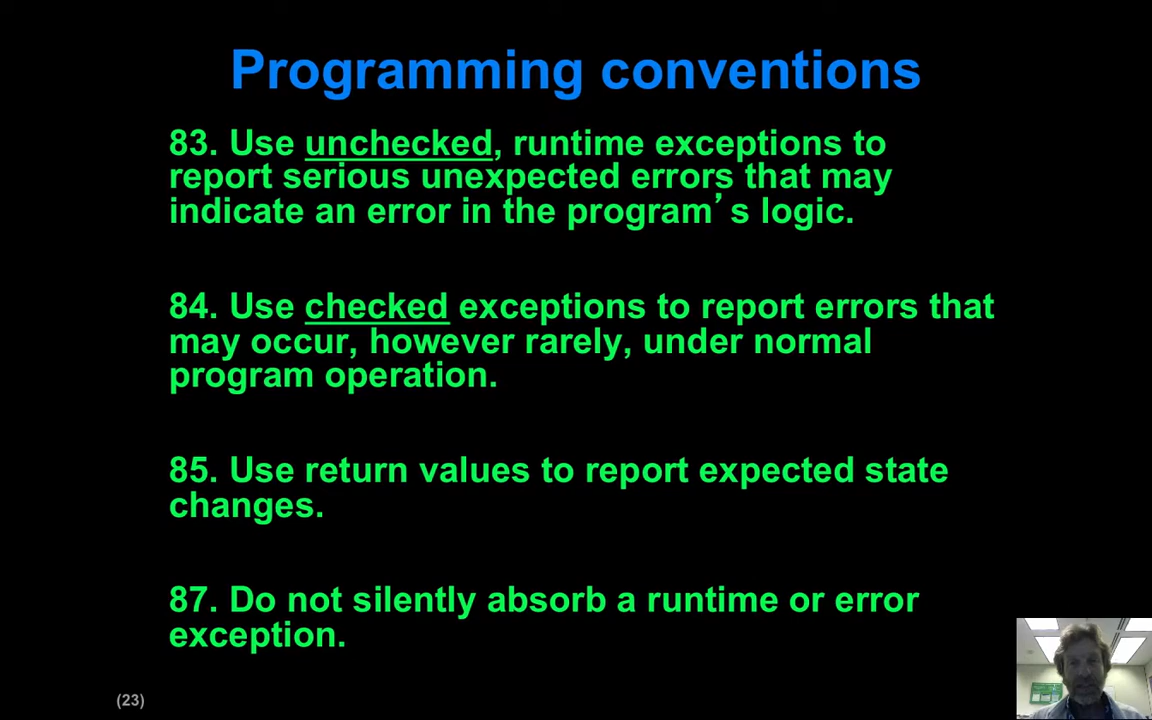 Programming conventions
83. Use unchecked, runtime exceptions to
report serious unexpected errors that may
indicate an error in the program’s logic.
84. Use checked exceptions to report errors that
may occur, however rarely, under normal
program operation.
85. Use return values to report expected state
changes.
87. Do not silently absorb a runtime or error
exception.
(23)